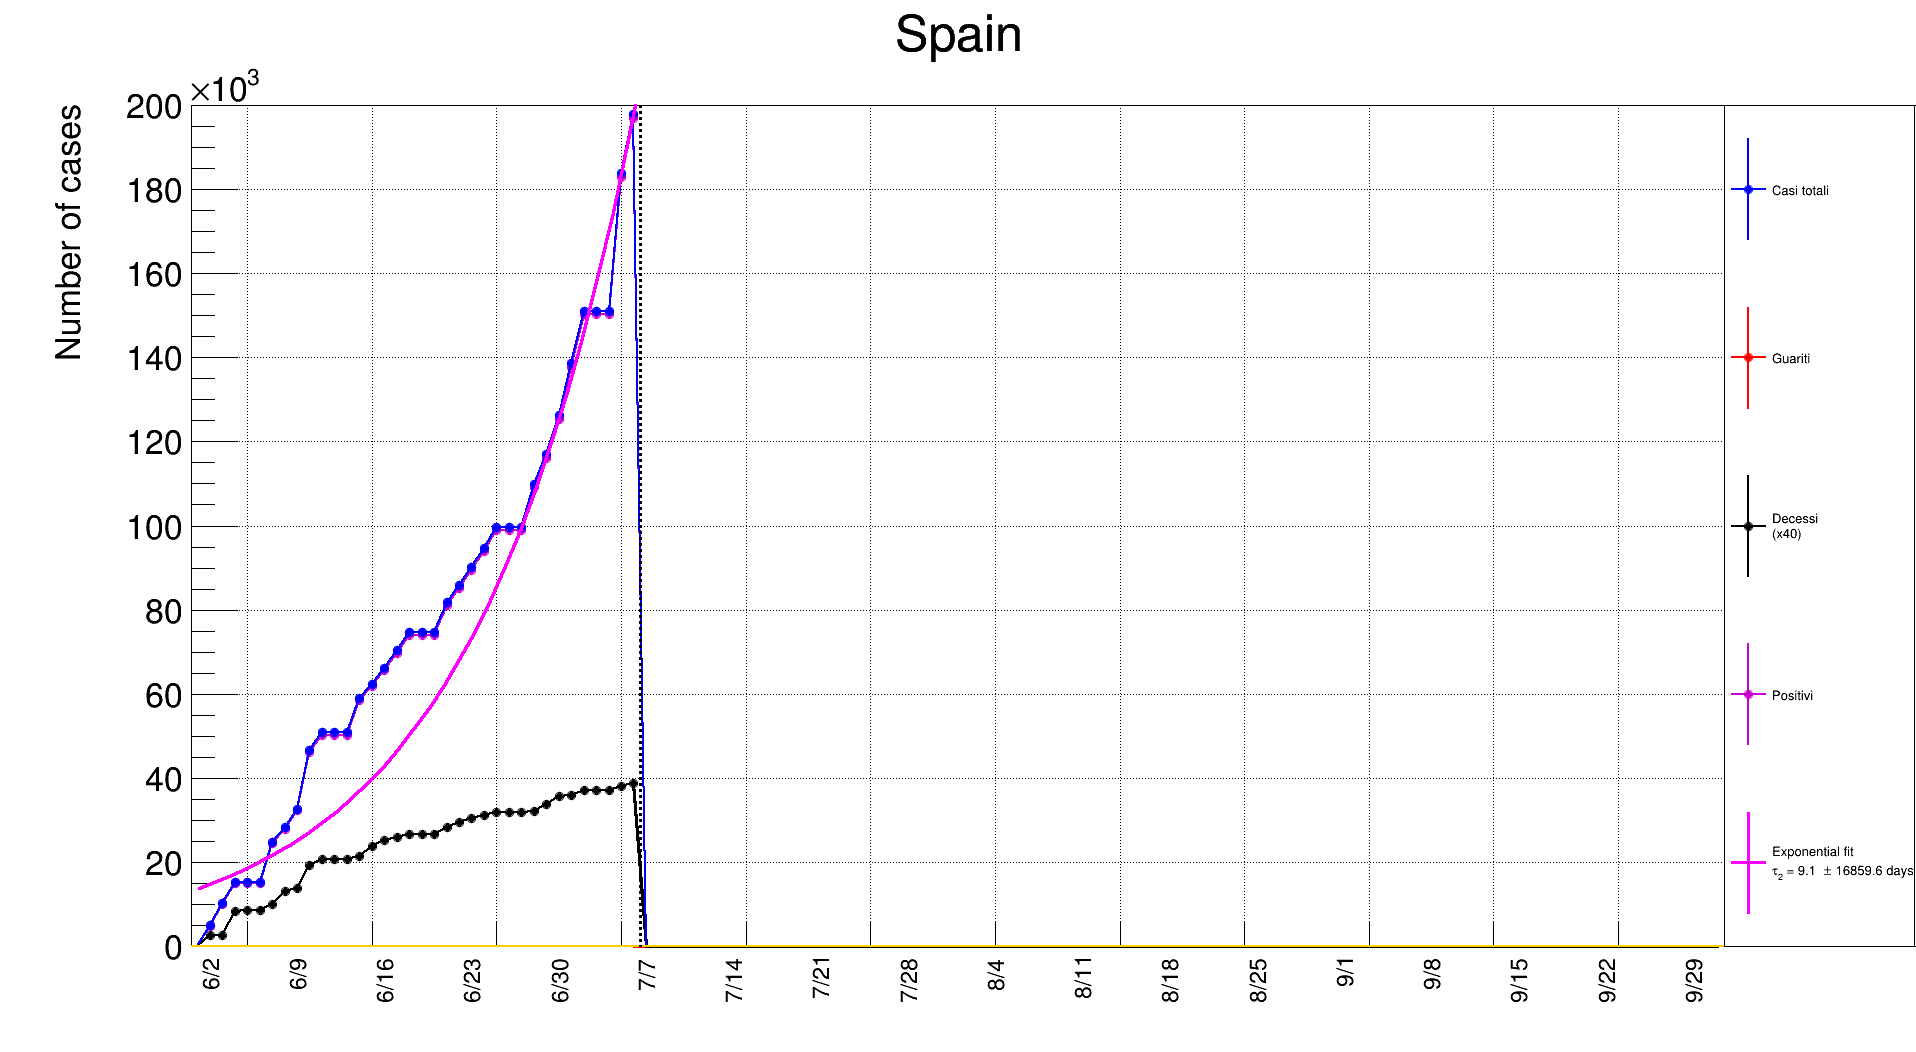 Spain
×10³
Number of cases
200
180
160
140
120
100
80
60
40
20
0
6/2 6/9 6/16 6/23 6/30 7/7 7/14 7/21 7/28 8/4 8/11 8/18 8/25 9/1 9/8 9/15 9/22 9/29
Casi totali
Guariti
Decessi
(x40)
Positivi
Exponential fit
τ₂ = 9.1 ± 16859.6 days